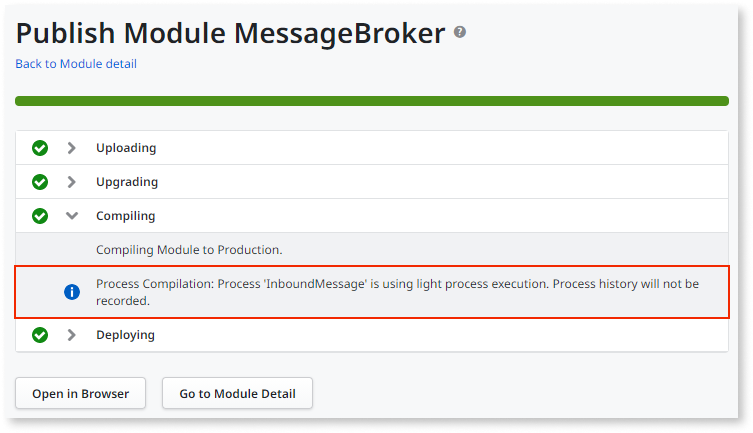 Publish Module MessageBroker ?
Back to Module detail
Uploading
Upgrading
Compiling
Compiling Module to Production.
Process Compilation: Process 'InboundMessage' is using light process execution. Process history will not be
recorded.
Deploying
Open in Browser
Go to Module Detail